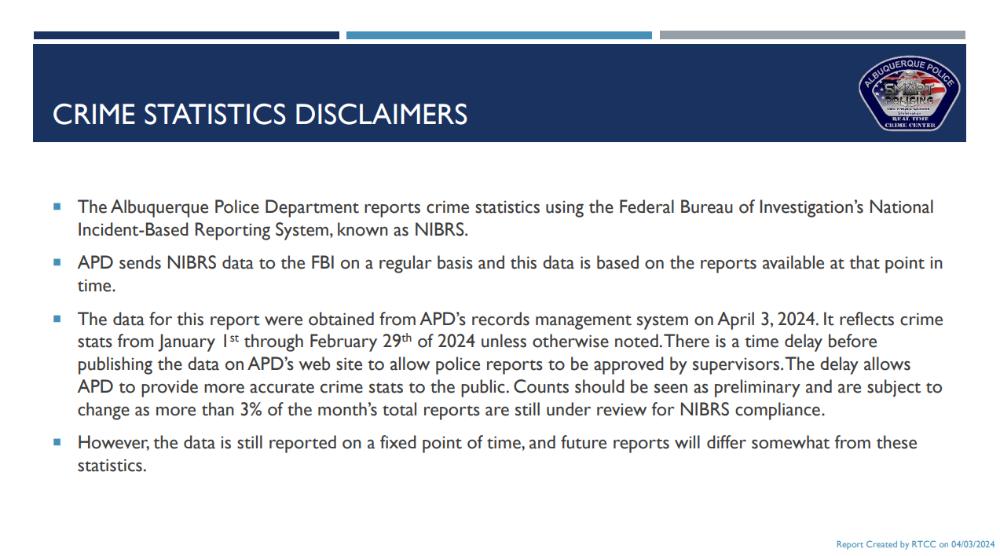 ALBUQUERQUE POLICE
SMART
POLICING
REAL TIME
CRIME CENTER
CRIME STATISTICS DISCLAIMERS
The Albuquerque Police Department reports crime statistics using the Federal Bureau of Investigation’s National
Incident-Based Reporting System, known as NIBRS.
APD sends NIBRS data to the FBI on a regular basis and this data is based on the reports available at that point in
time.
The data for this report were obtained from APD’s records management system on April 3, 2024. It reflects crime
stats from January 1st through February 29th of 2024 unless otherwise noted. There is a time delay before
publishing the data on APD’s web site to allow police reports to be approved by supervisors. The delay allows
APD to provide more accurate crime stats to the public. Counts should be seen as preliminary and are subject to
change as more than 3% of the month’s total reports are still under review for NIBRS compliance.
However, the data is still reported on a fixed point of time, and future reports will differ somewhat from these
statistics.
Report Created by RTCC on 04/03/2024